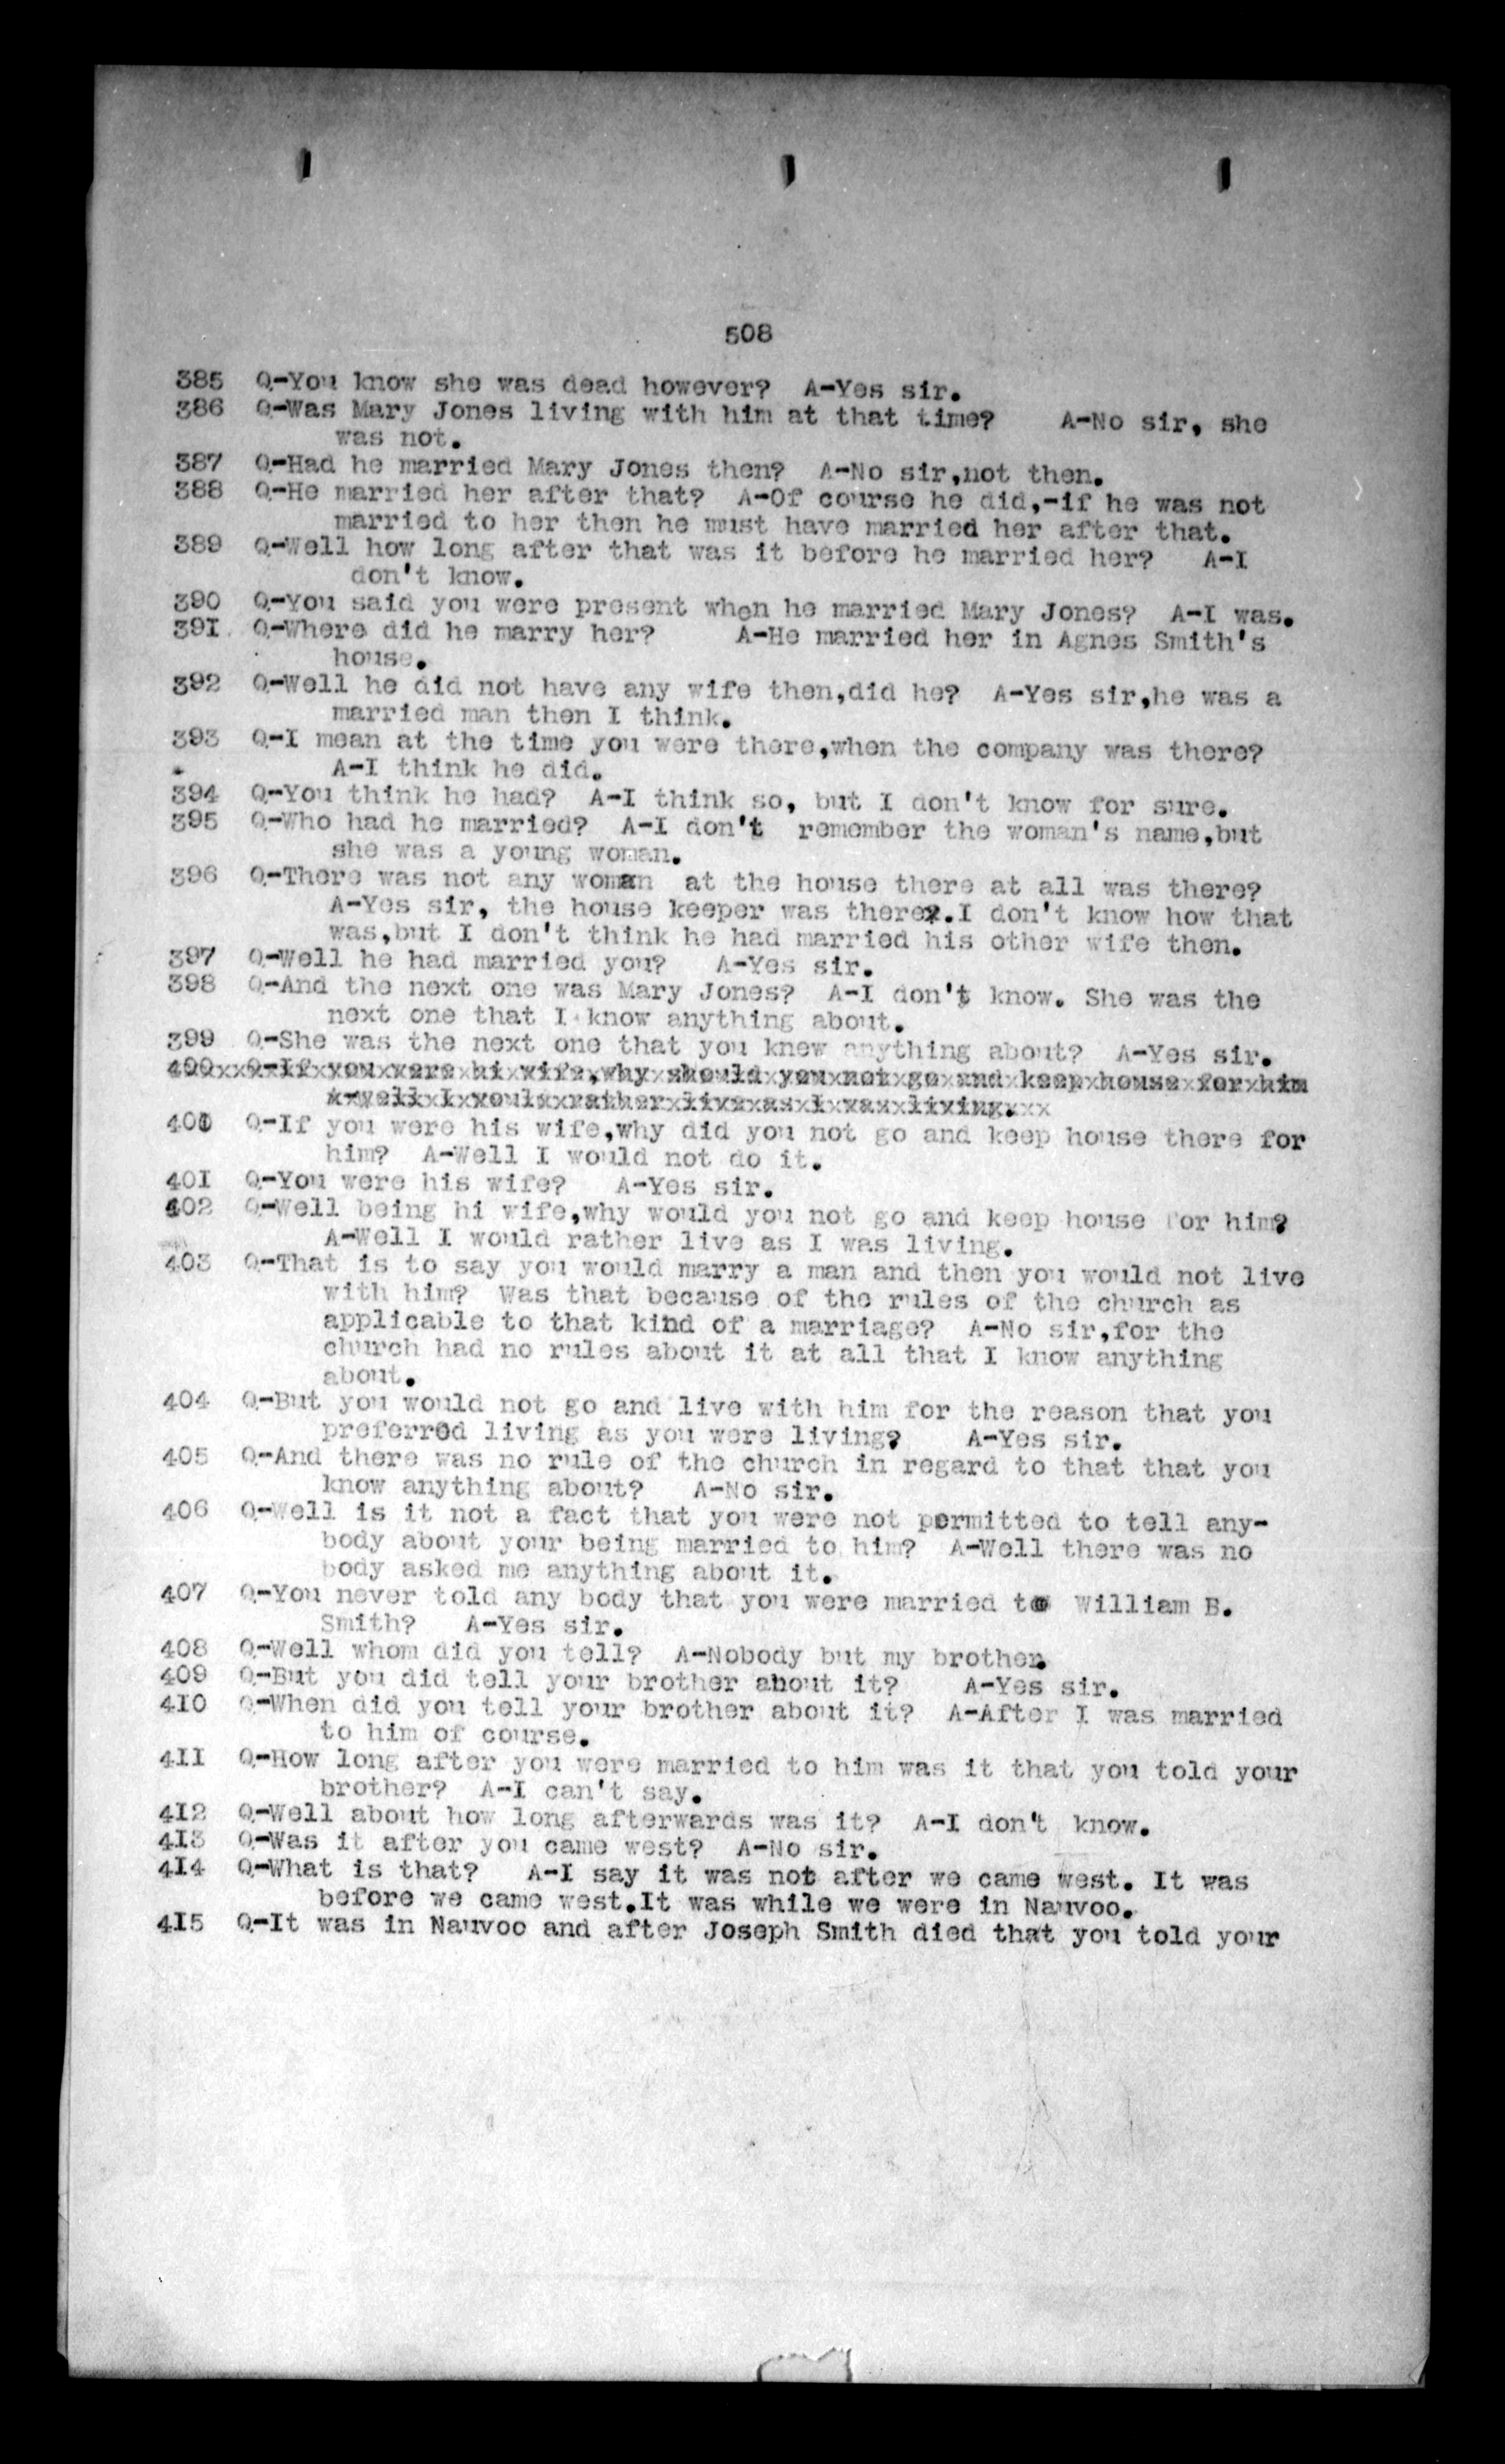 508
385 Q-You know she was dead however? A-Yes sir.
386 Q-Was Mary Jones living with him at that time? A-No sir, she
was not.
387 Q-Had he married Mary Jones then? A-No sir,not then.
388 Q-He married her after that? A-Of course he did,-if he was not
married to her then he must have married her after that.
389 Q-Well how long after that was it before he married her? A-I
don't know.
390 Q-You said you were present when he married Mary Jones? A-I was.
391 Q-Where did he marry her? A-He married her in Agnes Smith's
house.
392 Q-Well he did not have any wife then,did he? A-Yes sir,he was a
married man then I think.
393 Q-I mean at the time you were there,when the company was there?
A-I think he did.
394 Q-You think he had? A-I think so, but I don't know for sure.
395 Q-Who had he married? A-I don't remember the woman's name,but
she was a young woman.
396 Q-There was not any woman at the house there at all was there?
A-Yes sir, the house keeper was there.I don't know how that
was,but I don't think he had married his other wife then.
397 Q-Well he had married you? A-Yes sir.
398 Q-And the next one was Mary Jones? A-I don't know. She was the
next one that I know anything about.
399 Q-She was the next one that you knew anything about? A-Yes sir.
400 Q-If you were hi wife,why should you not go and keep house for him
A-well I would rather live as I was living.
400 Q-If you were his wife,why did you not go and keep house there for
him? A-Well I would not do it.
401 Q-You were his wife? A-Yes sir.
402 Q-Well being hi wife,why would you not go and keep house for him?
A-Well I would rather live as I was living.
403 Q-That is to say you would marry a man and then you would not live
with him? Was that because of the rules of the church as
applicable to that kind of a marriage? A-No sir,for the
church had no rules about it at all that I know anything
about.
404 Q-But you would not go and live with him for the reason that you
preferred living as you were living? A-Yes sir.
405 Q-And there was no rule of the church in regard to that that you
know anything about? A-No sir.
406 Q-Well is it not a fact that you were not permitted to tell any-
body about your being married to him? A-Well there was no
body asked me anything about it.
407 Q-You never told any body that you were married to William B.
Smith? A-Yes sir.
408 Q-Well whom did you tell? A-Nobody but my brother.
409 Q-But you did tell your brother about it? A-Yes sir.
410 Q-When did you tell your brother about it? A-After I was married
to him of course.
411 Q-How long after you were married to him was it that you told your
brother? A-I can't say.
412 Q-Well about how long afterwards was it? A-I don't know.
413 Q-Was it after you came west? A-No sir.
414 Q-What is that? A-I say it was not after we came west. It was
before we came west.It was while we were in Nauvoo.
415 Q-It was in Nauvoo and after Joseph Smith died that you told your